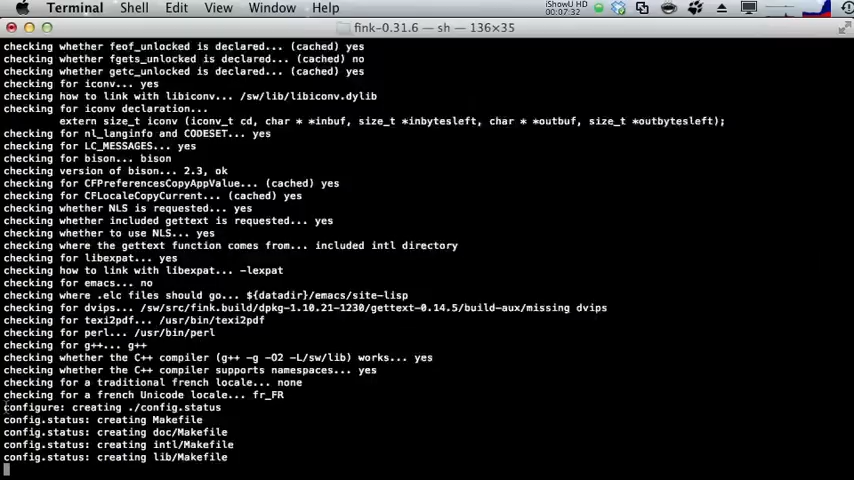 Terminal Shell Edit View Window Help
iShowU HD
00:07:32
fink-0.31.6 — sh — 136×35
checking whether feof_unlocked is declared... (cached) yes
checking whether fgets_unlocked is declared... (cached) no
checking whether getc_unlocked is declared... (cached) yes
checking for iconv... yes
checking how to link with libiconv... /sw/lib/libiconv.dylib
checking for iconv declaration...
extern size_t iconv (iconv_t cd, char * *inbuf, size_t *inbytesleft, char * *outbuf, size_t *outbytesleft);
checking for nl_langinfo and CODESET... yes
checking for LC_MESSAGES... yes
checking for bison... bison
checking version of bison... 2.3, ok
checking for CFPreferencesCopyAppValue... (cached) yes
checking for CFLocaleCopyCurrent... (cached) yes
checking whether NLS is requested... yes
checking whether included gettext is requested... yes
checking whether to use NLS... yes
checking where the gettext function comes from... included intl directory
checking for libexpat... yes
checking how to link with libexpat... -lexpat
checking for emacs... no
checking where .elc files should go... ${datadir}/emacs/site-lisp
checking for dvips... /sw/src/fink.build/dpkg-1.10.21-1230/gettext-0.14.5/build-aux/missing dvips
checking for texi2pdf... /usr/bin/texi2pdf
checking for perl... /usr/bin/perl
checking for g++... g++
checking whether the C++ compiler (g++ -g -O2 -L/sw/lib) works... yes
checking whether the C++ compiler supports namespaces... yes
checking for a traditional french locale... none
checking for a french Unicode locale... fr_FR
configure: creating ./config.status
config.status: creating Makefile
config.status: creating doc/Makefile
config.status: creating intl/Makefile
config.status: creating lib/Makefile